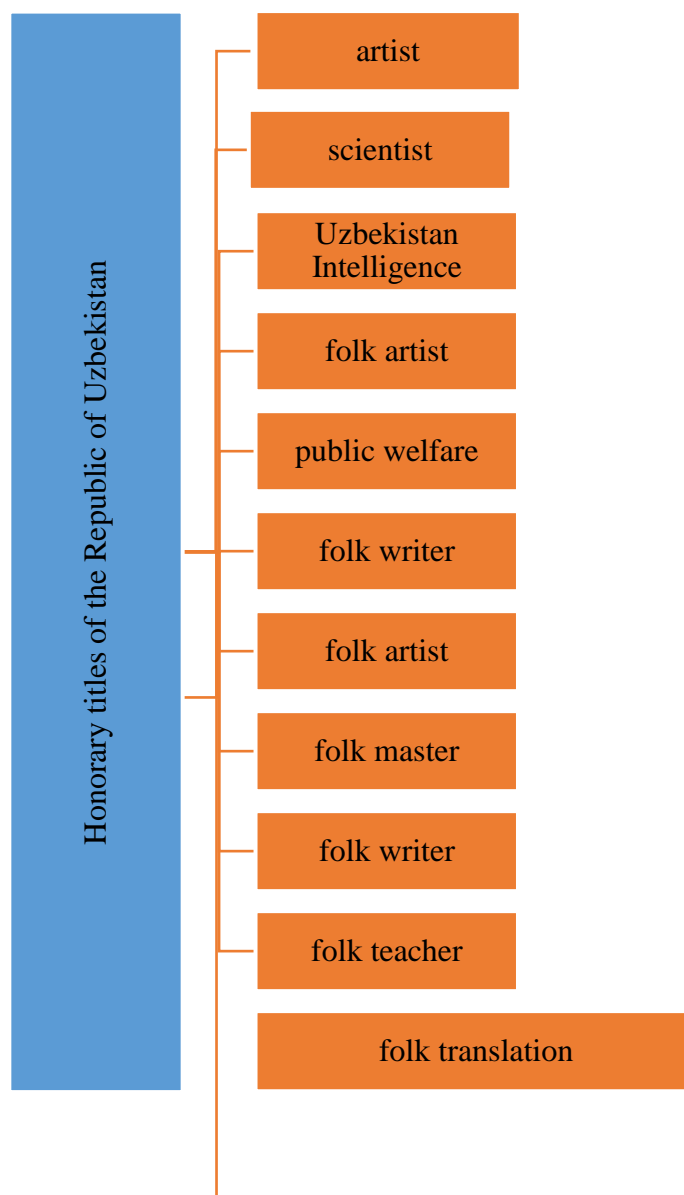 Honorary titles of the Republic of Uzbekistan
artist
scientist
Uzbekistan
Intelligence
folk artist
public welfare
folk writer
folk artist
folk master
folk writer
folk teacher
folk translation